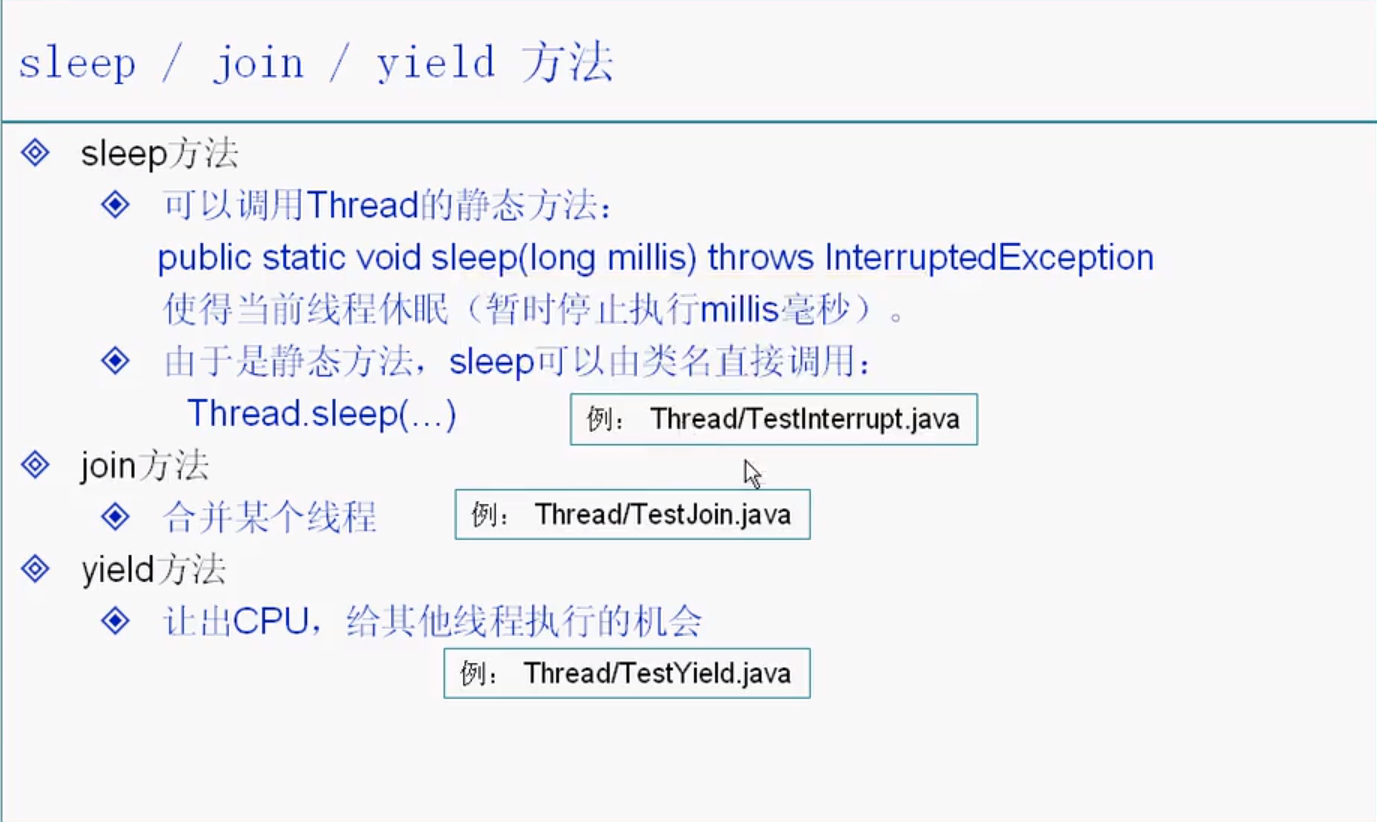 sleep / join / yield 方法
sleep方法
可以调用Thread的静态方法：
public static void sleep(long millis) throws InterruptedException
使得当前线程休眠（暂时停止执行millis毫秒）。
由于是静态方法，sleep可以由类名直接调用：
Thread.sleep(…)
例： Thread/TestInterrupt.java
join方法
合并某个线程
例： Thread/TestJoin.java
yield方法
让出CPU，给其他线程执行的机会
例： Thread/TestYield.java